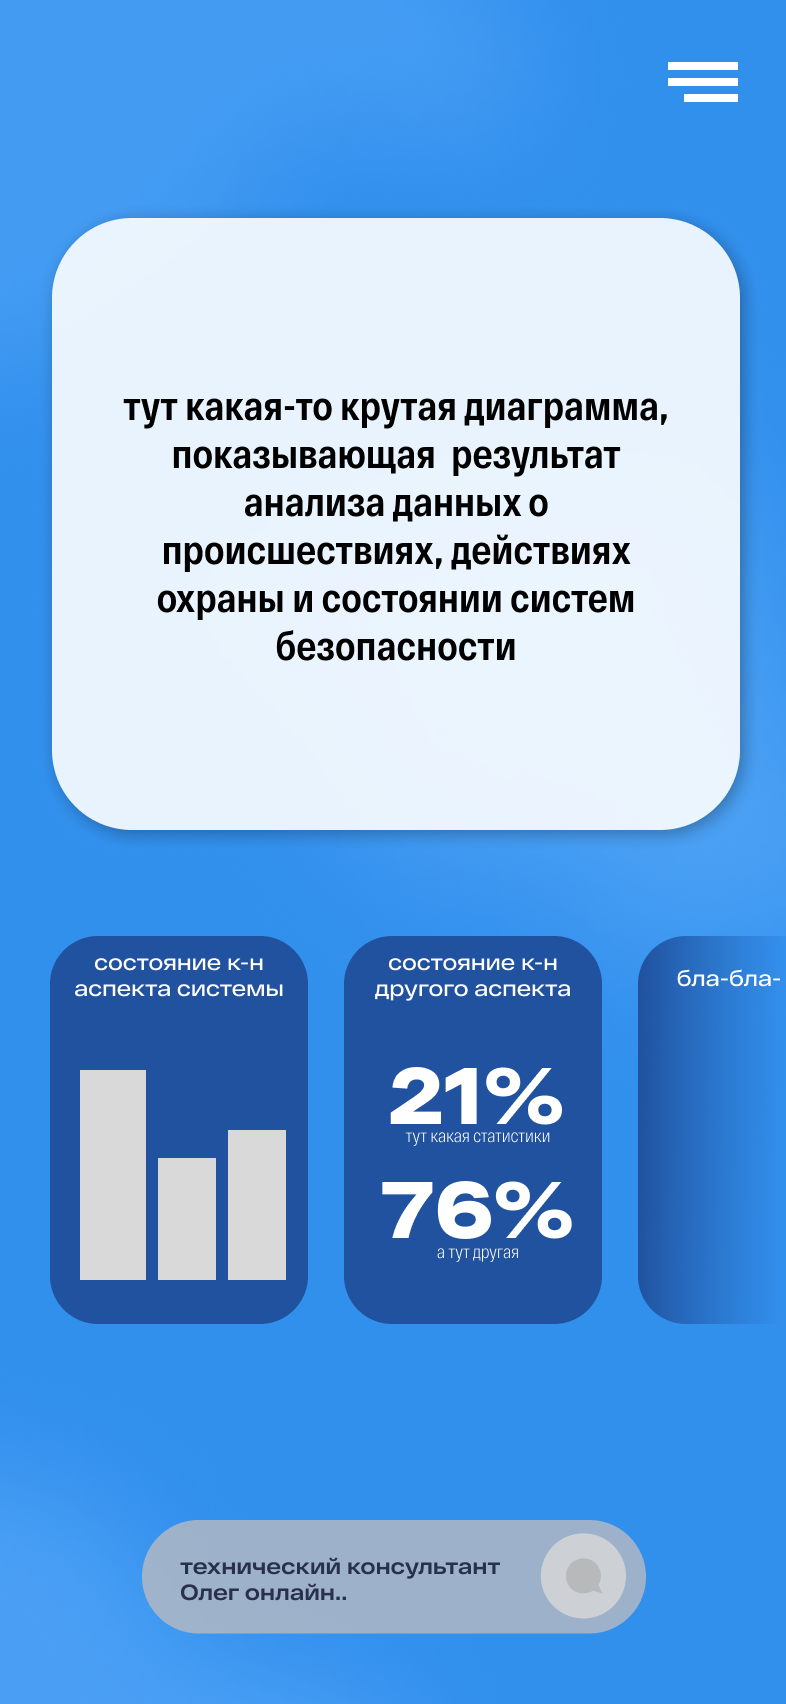 тут какая-то крутая диаграмма,
показывающая  результат
анализа данных о
происшествиях, действиях
охраны и состоянии систем
безопасности
состояние к-н
аспекта системы
состояние к-н
другого аспекта
21%
тут какая статистики
76%
а тут другая
бла-бла-
технический консультант
Олег онлайн..